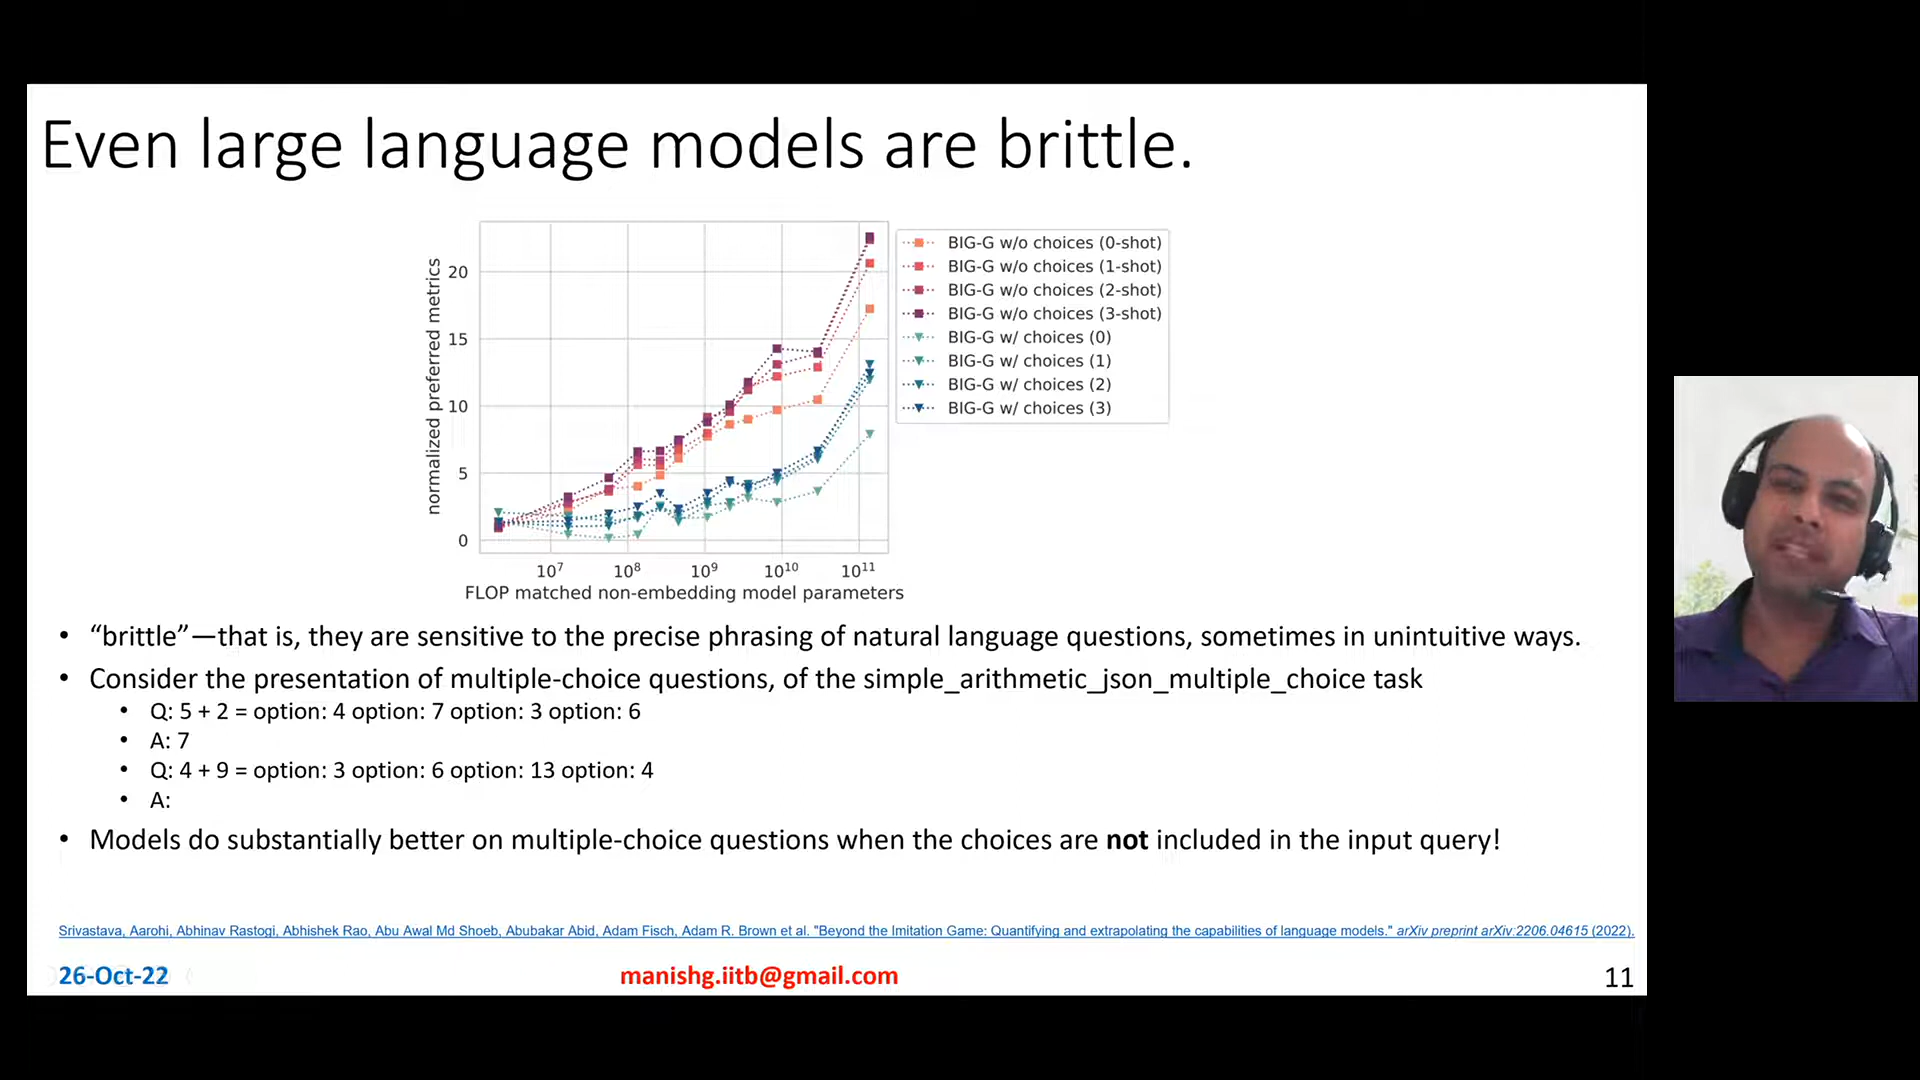 Even large language models are brittle.
normalized preferred metrics
20
15
10
5
0
10⁷ 10⁸ 10⁹ 10¹⁰ 10¹¹
FLOP matched non-embedding model parameters
BIG-G w/o choices (0-shot)
BIG-G w/o choices (1-shot)
BIG-G w/o choices (2-shot)
BIG-G w/o choices (3-shot)
BIG-G w/ choices (0)
BIG-G w/ choices (1)
BIG-G w/ choices (2)
BIG-G w/ choices (3)
• “brittle”—that is, they are sensitive to the precise phrasing of natural language questions, sometimes in unintuitive ways.
• Consider the presentation of multiple-choice questions, of the simple_arithmetic_json_multiple_choice task
• Q: 5 + 2 = option: 4 option: 7 option: 3 option: 6
• A: 7
• Q: 4 + 9 = option: 3 option: 6 option: 13 option: 4
• A:
• Models do substantially better on multiple-choice questions when the choices are not included in the input query!
Srivastava, Aarohi, Abhinav Rastogi, Abhishek Rao, Abu Awal Md Shoeb, Abubakar Abid, Adam Fisch, Adam R. Brown et al. "Beyond the Imitation Game: Quantifying and extrapolating the capabilities of language models." arXiv preprint arXiv:2206.04615 (2022).
26-Oct-22 manishg.iitb@gmail.com 11